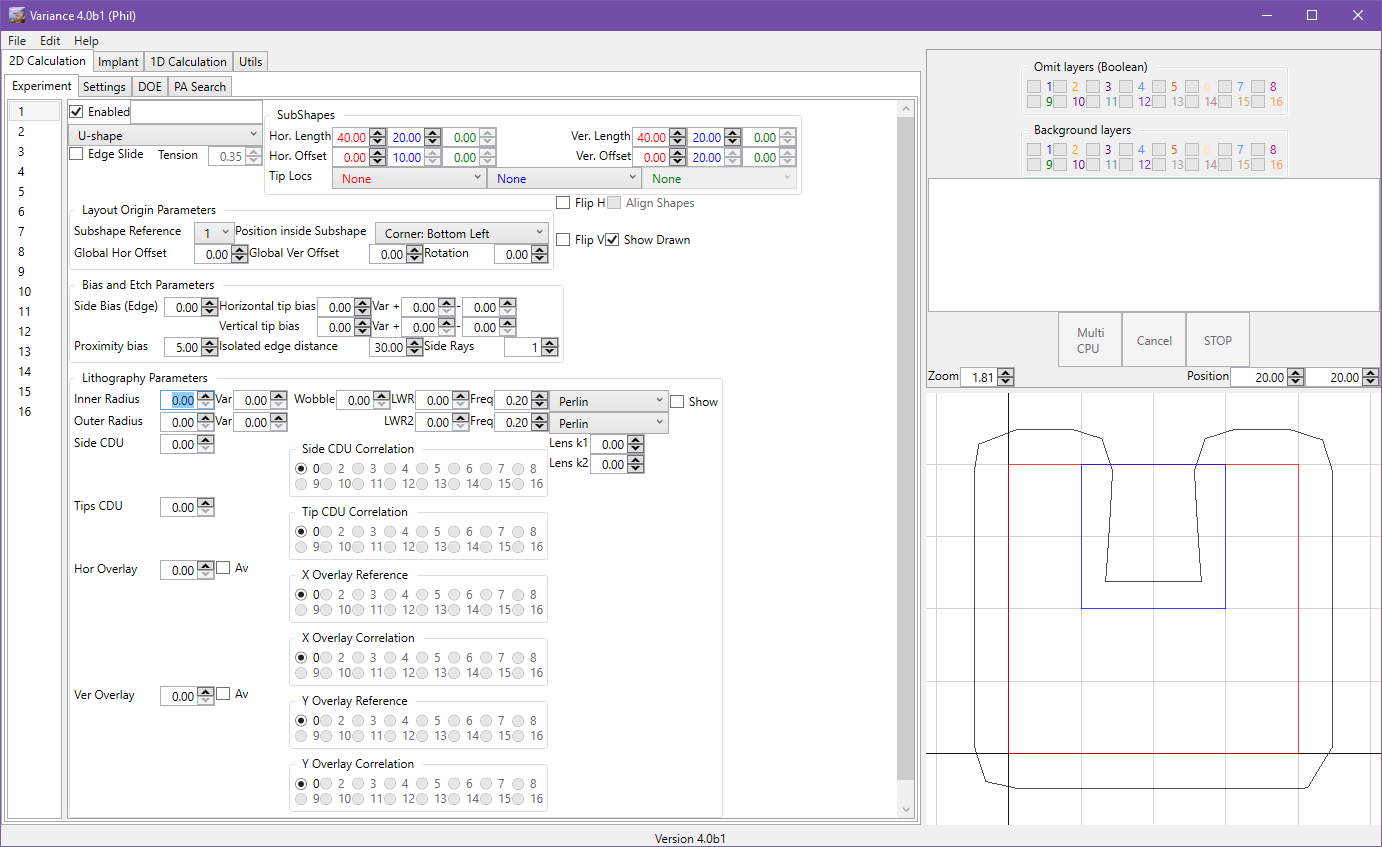 Variance 4.0b1 (Phil)
File Edit Help
2D Calculation Implant 1D Calculation Utils
Experiment Settings DOE PA Search
1
2
3
4
5
6
7
8
9
10
11
12
13
14
15
16
Enabled
U-shape
Edge Slide Tension 0.35
SubShapes
Hor. Length 40.00 20.00 0.00 Ver. Length 40.00 20.00 0.00
Hor. Offset 0.00 10.00 0.00 Ver. Offset 0.00 20.00 0.00
Tip Locs None None None
Layout Origin Parameters
Subshape Reference 1 Position inside Subshape Corner: Bottom Left
Global Hor Offset 0.00 Global Ver Offset 0.00 Rotation 0.00
Flip H Align Shapes
Flip V Show Drawn
Bias and Etch Parameters
Side Bias (Edge) 0.00 Horizontal tip bias 0.00 Var + 0.00 - 0.00
Vertical tip bias 0.00 Var + 0.00 - 0.00
Proximity bias 5.00 Isolated edge distance 30.00 Side Rays 1
Lithography Parameters
Inner Radius 0.00 Var 0.00 Wobble 0.00 LWR 0.00 Freq 0.20 Perlin Show
Outer Radius 0.00 Var 0.00 LWR2 0.00 Freq 0.20 Perlin
Side CDU 0.00 Lens k1 0.00
Lens k2 0.00
Side CDU Correlation
0 2 3 4 5 6 7 8
9 10 11 12 13 14 15 16
Tips CDU 0.00
Tip CDU Correlation
0 2 3 4 5 6 7 8
9 10 11 12 13 14 15 16
Hor Overlay 0.00 Av
X Overlay Reference
0 2 3 4 5 6 7 8
9 10 11 12 13 14 15 16
X Overlay Correlation
0 2 3 4 5 6 7 8
9 10 11 12 13 14 15 16
Ver Overlay 0.00 Av
Y Overlay Reference
0 2 3 4 5 6 7 8
9 10 11 12 13 14 15 16
Y Overlay Correlation
0 2 3 4 5 6 7 8
9 10 11 12 13 14 15 16
Omit layers (Boolean)
1 2 3 4 5 6 7 8
9 10 11 12 13 14 15 16
Background layers
1 2 3 4 5 6 7 8
9 10 11 12 13 14 15 16
Multi CPU Cancel STOP
Zoom 1.81 Position 20.00 20.00
Version 4.0b1